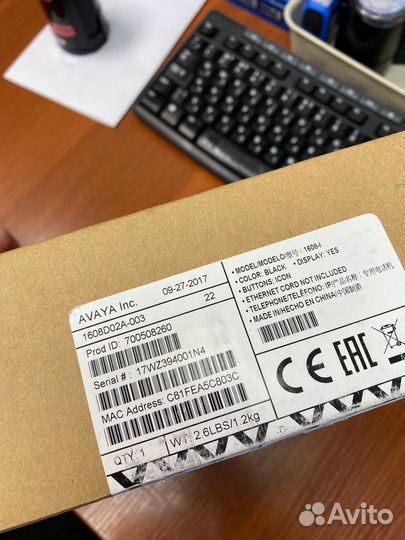 AVAYA Inc. 09-27-2017
1608D02A-003 22
Prod ID: 700508260
Serial # : 17WZ394001N4
MAC Address: C81FEA5C803C
QTY: 1 WT: 2.6LBS/1.2kg
• MODEL/MODELO/型号: 1608-I
• COLOR: BLACK • DISPLAY: YES
• BUTTONS: ICON
• ETHERNET CORD NOT INCLUDED
• TELEPHONE/TELÉFONO: IP/产品名称: 专用电话机
• MADE IN/HECHO EN/CHINA/中国制造
CE EAC
Avito